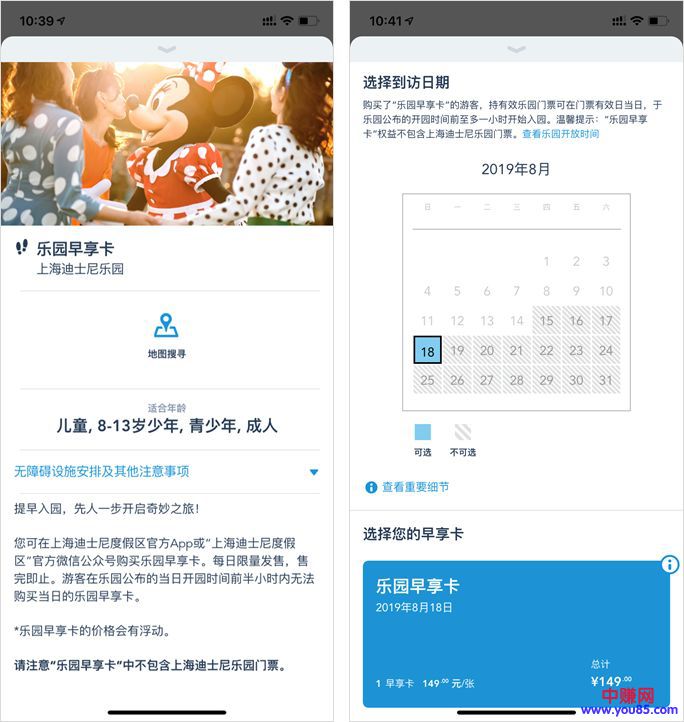 10:39
乐园早享卡
上海迪士尼乐园
地图搜寻
适合年龄
儿童, 8-13岁少年, 青少年, 成人
无障碍设施安排及其他注意事项
提早入园，先人一步开启奇妙之旅！
您可在上海迪士尼度假区官方App或“上海迪士尼度假
区”官方微信公众号购买乐园早享卡。每日限量发售，售
完即止。游客在乐园公布的当日开园时间前半小时内无法
购买当日的乐园早享卡。
*乐园早享卡的价格会有浮动。
请注意“乐园早享卡”中不包含上海迪士尼乐园门票。
10:41
选择到访日期
购买了“乐园早享卡”的游客，持有效乐园门票可在门票有效日当日，于
乐园公布的开园时间前至多一小时开始入园。温馨提示：“乐园早享
卡”权益不包含上海迪士尼乐园门票。查看乐园开放时间
2019年8月
日 一 二 三 四 五 六
1 2 3
4 5 6 7 8 9 10
11 12 13 14 15 16 17
18 19 20 21 22 23 24
25 26 27 28 29 30 31
可选 不可选
查看重要细节
选择您的早享卡
乐园早享卡
2019年8月18日
总计
1 早享卡 149.00 元/张 ¥149.00
中赚网
www.you85.com